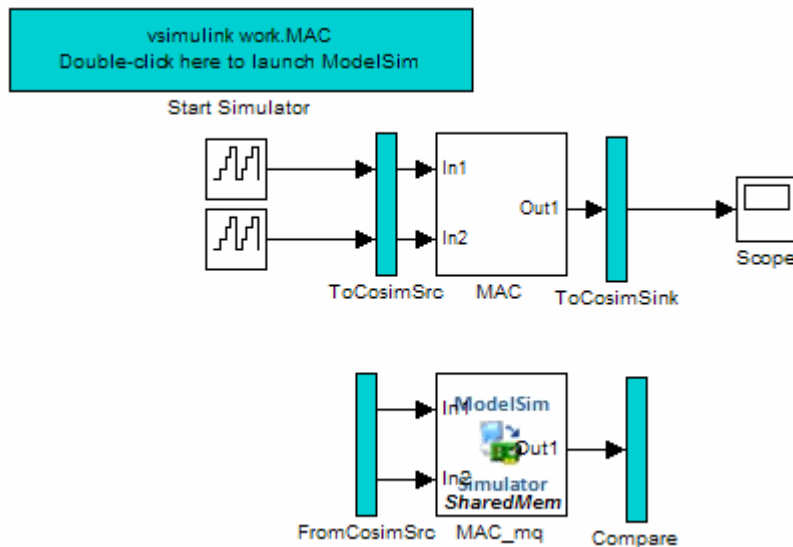 vsimulink work.MAC
Double-click here to launch ModelSim
Start Simulator
In1
In2
Out1
ToCosimSrc
MAC
ToCosimSink
Scope
In1
In2
ModelSim
Simulator
SharedMem
Out1
FromCosimSrc
MAC_mq
Compare